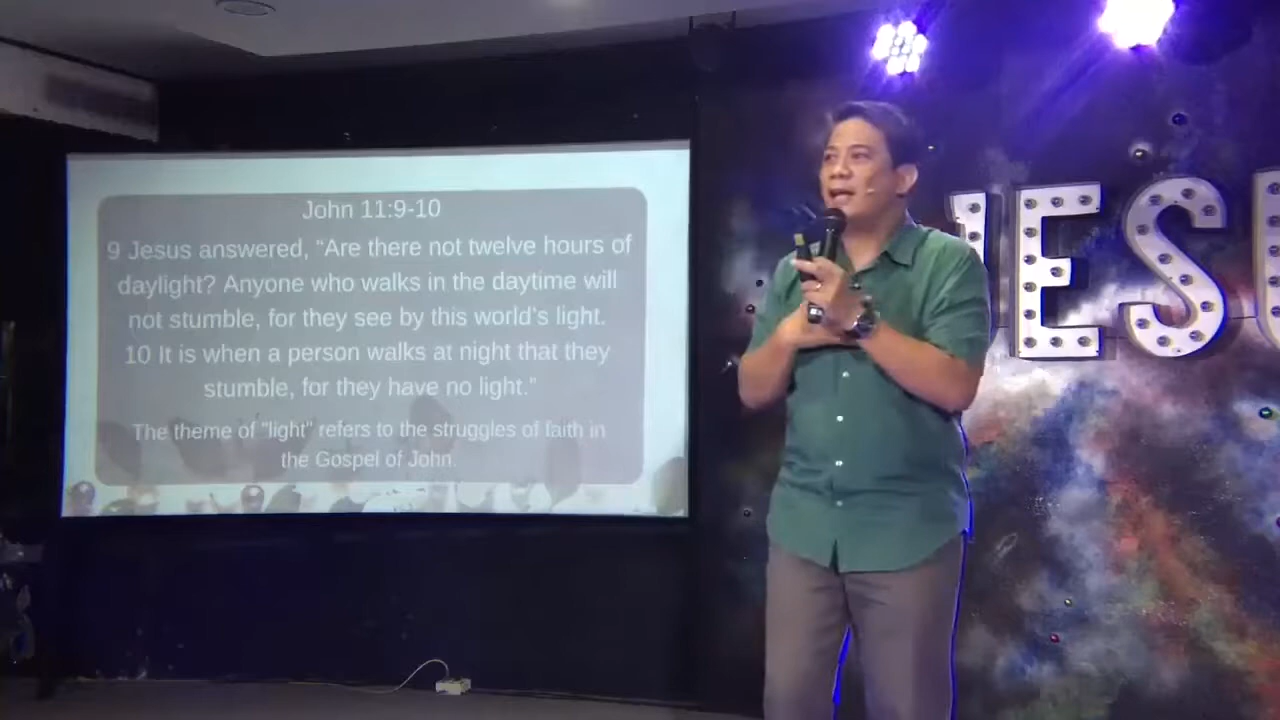 John 11:9-10
9 Jesus answered, "Are there not twelve hours of
daylight? Anyone who walks in the daytime will
not stumble, for they see by this world's light.
10 It is when a person walks at night that they
stumble, for they have no light."
The theme of "light" refers to the struggles of faith in
the Gospel of John.
JESU